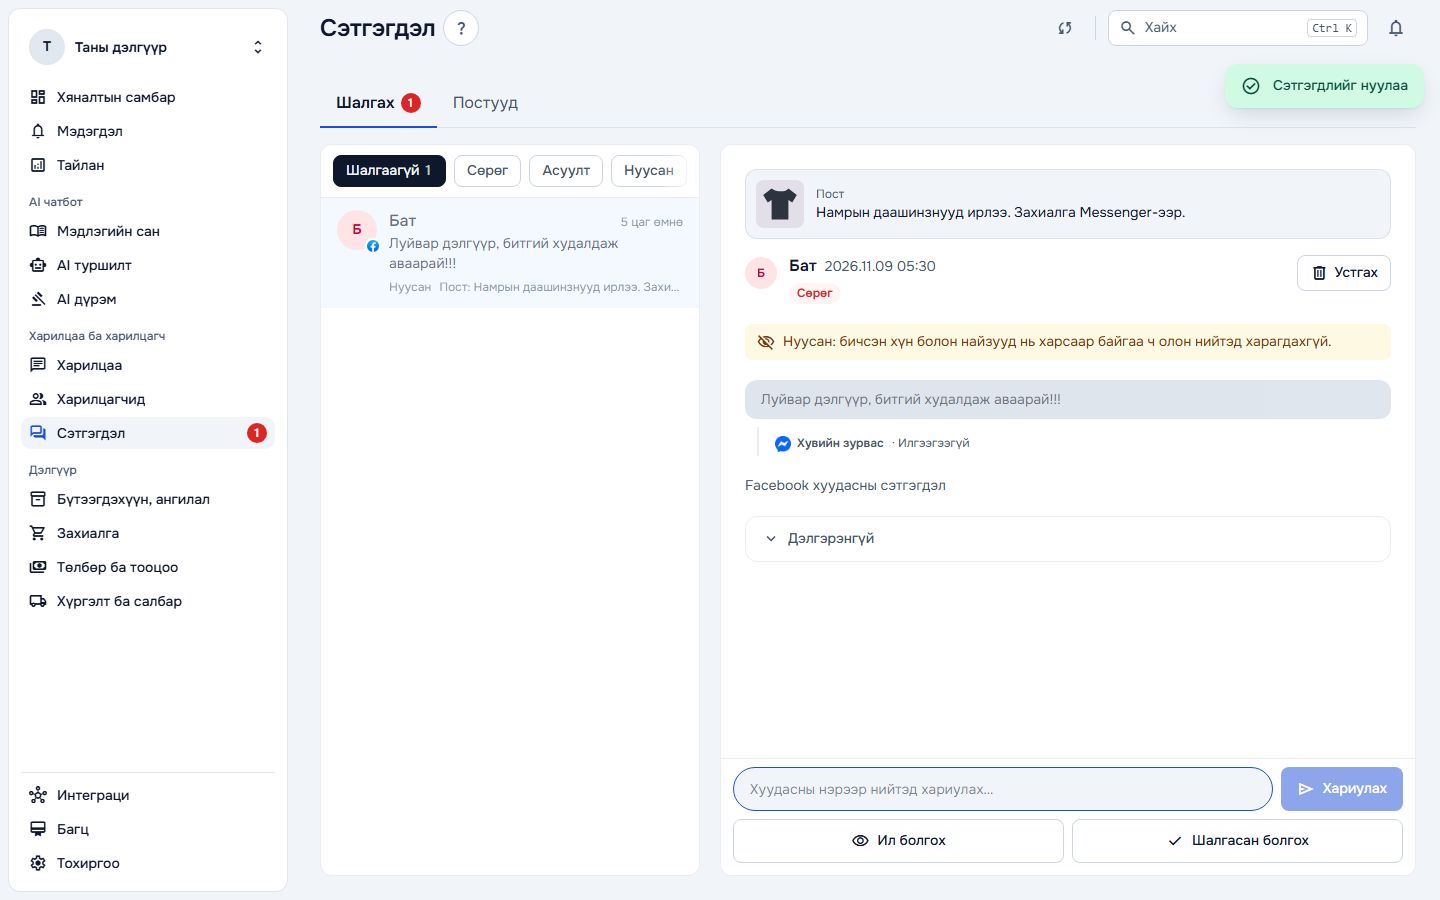 Т Таны дэлгүүр
Хяналтын самбар
Мэдэгдэл
Тайлан
AI чатбот
Мэдлэгийн сан
AI туршилт
AI дүрэм
Харилцаа ба харилцагч
Харилцаа
Харилцагчид
Сэтгэгдэл 1
Дэлгүүр
Бүтээгдэхүүн, ангилал
Захиалга
Төлбөр ба тооцоо
Хүргэлт ба салбар
Интеграци
Багц
Тохиргоо
Сэтгэгдэл ?
Хайх Ctrl K
Сэтгэгдлийг нуулаа
Шалгах 1 Постууд
Шалгаагүй 1 Сөрөг Асуулт Нуусан
Б Бат 5 цаг өмнө
Луйвар дэлгүүр, битгий худалдаж
аваарай!!!
Нуусан Пост: Намрын даашинзнууд ирлээ. Захи...
Пост
Намрын даашинзнууд ирлээ. Захиалга Messenger-ээр.
Б Бат 2026.11.09 05:30 Устгах
Сөрөг
Нуусан: бичсэн хүн болон найзууд нь харсаар байгаа ч олон нийтэд харагдахгүй.
Луйвар дэлгүүр, битгий худалдаж аваарай!!!
Хувийн зурвас · Илгээгээгүй
Facebook хуудасны сэтгэгдэл
Дэлгэрэнгүй
Хуудасны нэрээр нийтэд хариулах... Хариулах
Ил болгох Шалгасан болгох